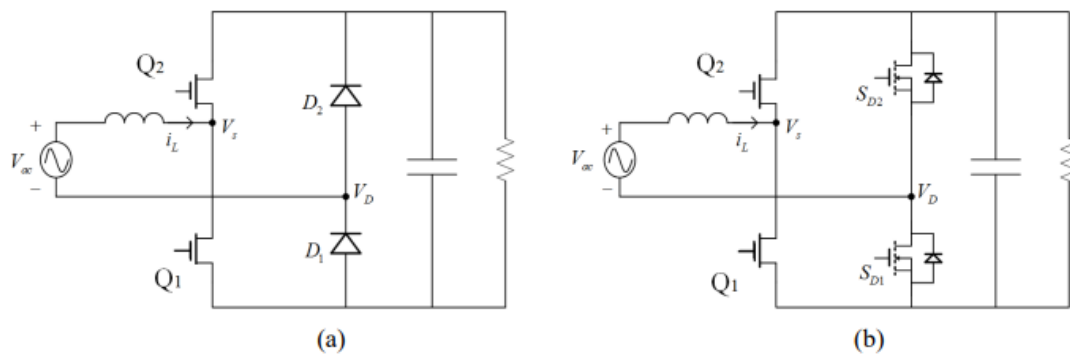 Q2
D2
+
iL
Vs
Vac
−
VD
D1
Q1
(a)
Q2
SD2
+
iL
Vs
Vac
−
VD
SD1
Q1
(b)